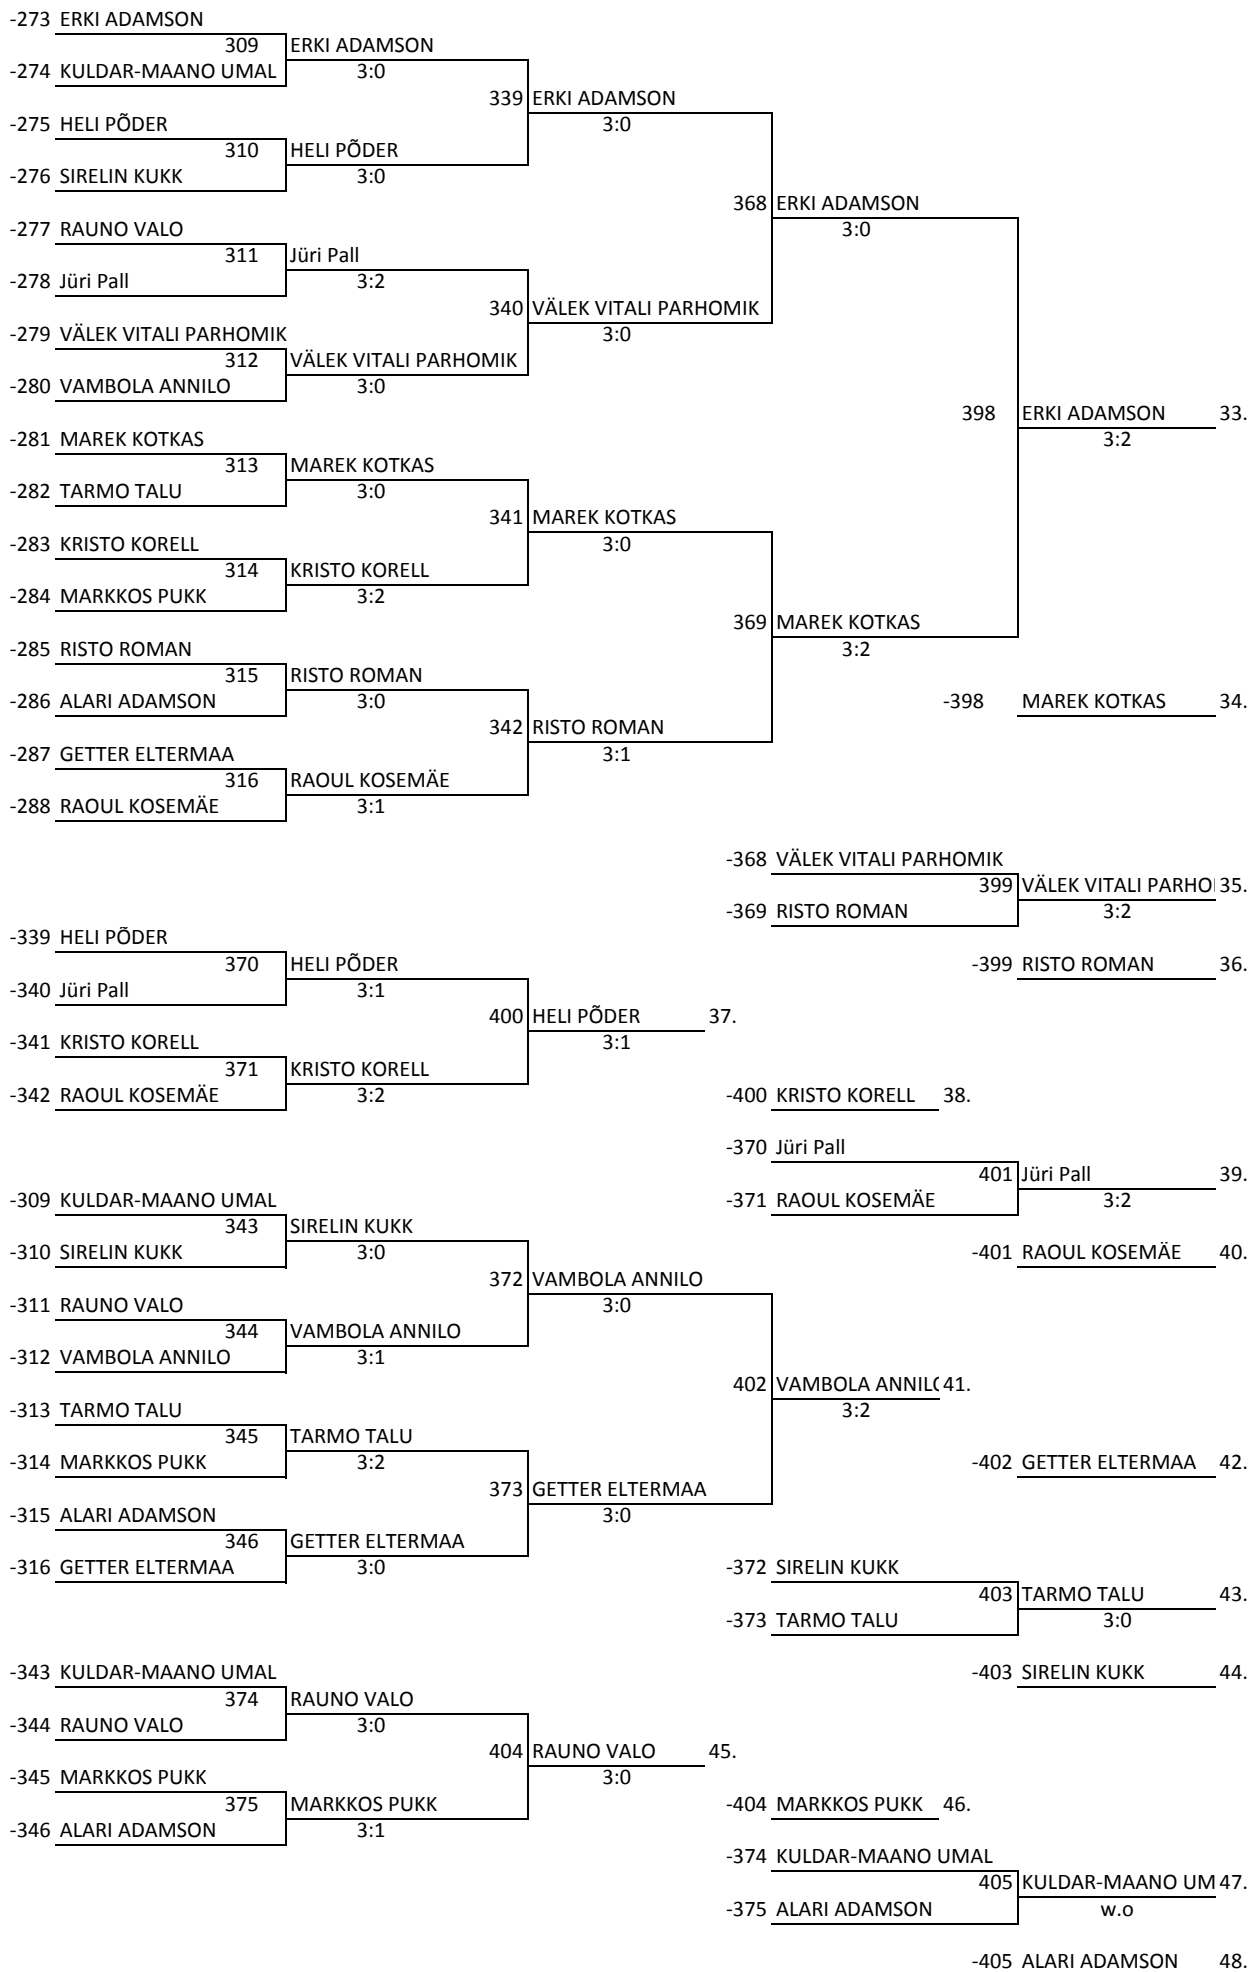 -273 ERKI ADAMSON
309 ERKI ADAMSON
-274 KULDAR-MAANO UMAL 3:0
339 ERKI ADAMSON
-275 HELI PÕDER 3:0
310 HELI PÕDER
-276 SIRELIN KUKK 3:0
368 ERKI ADAMSON
-277 RAUNO VALO 3:0
311 Jüri Pall
-278 Jüri Pall 3:2
340 VÄLEK VITALI PARHOMIK
-279 VÄLEK VITALI PARHOMIK 3:0
312 VÄLEK VITALI PARHOMIK
-280 VAMBOLA ANNILO 3:0
398 ERKI ADAMSON 33.
-281 MAREK KOTKAS 3:2
313 MAREK KOTKAS
-282 TARMO TALU 3:0
341 MAREK KOTKAS
-283 KRISTO KORELL 3:0
314 KRISTO KORELL
-284 MARKKOS PUKK 3:2
369 MAREK KOTKAS
-285 RISTO ROMAN 3:2
315 RISTO ROMAN
-286 ALARI ADAMSON 3:0 -398 MAREK KOTKAS 34.
342 RISTO ROMAN
-287 GETTER ELTERMAA 3:1
316 RAOUL KOSEMÄE
-288 RAOUL KOSEMÄE 3:1
-368 VÄLEK VITALI PARHOMIK
399 VÄLEK VITALI PARHO 35.
-369 RISTO ROMAN 3:2
-339 HELI PÕDER
370 HELI PÕDER -399 RISTO ROMAN 36.
-340 Jüri Pall 3:1
400 HELI PÕDER 37.
-341 KRISTO KORELL 3:1
371 KRISTO KORELL
-342 RAOUL KOSEMÄE 3:2 -400 KRISTO KORELL 38.
-370 Jüri Pall
401 Jüri Pall 39.
-309 KULDAR-MAANO UMAL -371 RAOUL KOSEMÄE 3:2
343 SIRELIN KUKK
-310 SIRELIN KUKK 3:0 -401 RAOUL KOSEMÄE 40.
372 VAMBOLA ANNILO
-311 RAUNO VALO 3:0
344 VAMBOLA ANNILO
-312 VAMBOLA ANNILO 3:1
402 VAMBOLA ANNIL 41.
-313 TARMO TALU 3:2
345 TARMO TALU
-314 MARKKOS PUKK 3:2 -402 GETTER ELTERMAA 42.
373 GETTER ELTERMAA
-315 ALARI ADAMSON 3:0
346 GETTER ELTERMAA
-316 GETTER ELTERMAA 3:0 -372 SIRELIN KUKK
403 TARMO TALU 43.
-373 TARMO TALU 3:0
-343 KULDAR-MAANO UMAL -403 SIRELIN KUKK 44.
374 RAUNO VALO
-344 RAUNO VALO 3:0
404 RAUNO VALO 45.
-345 MARKKOS PUKK 3:0
375 MARKKOS PUKK -404 MARKKOS PUKK 46.
-346 ALARI ADAMSON 3:1
-374 KULDAR-MAANO UMAL
405 KULDAR-MAANO UM 47.
-375 ALARI ADAMSON w.o
-405 ALARI ADAMSON 48.